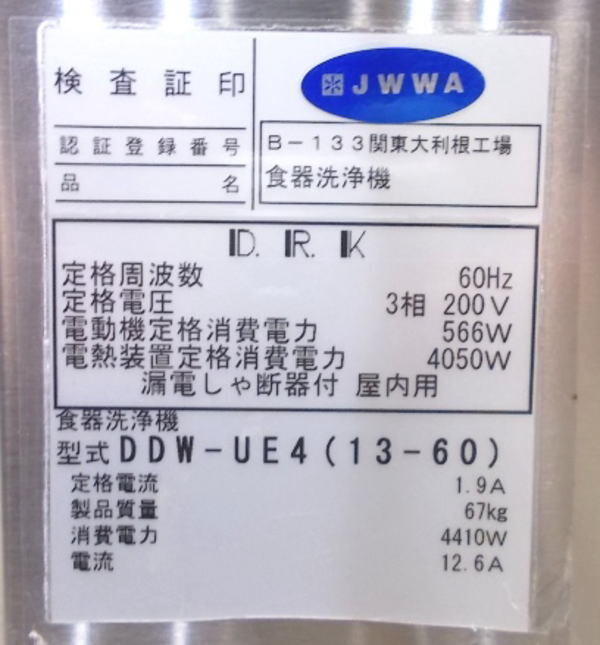 検査証印
JWWA
認証登録番号 B-133関東大利根工場
品名 食器洗浄機
D.R.K
定格周波数 60Hz
定格電圧 3相 200V
電動機定格消費電力 566W
電熱装置定格消費電力 4050W
漏電しゃ断器付 屋内用
食器洗浄機
型式 DDW-UE4(13-60)
定格電流 1.9A
製品質量 67kg
消費電力 4410W
電流 12.6A